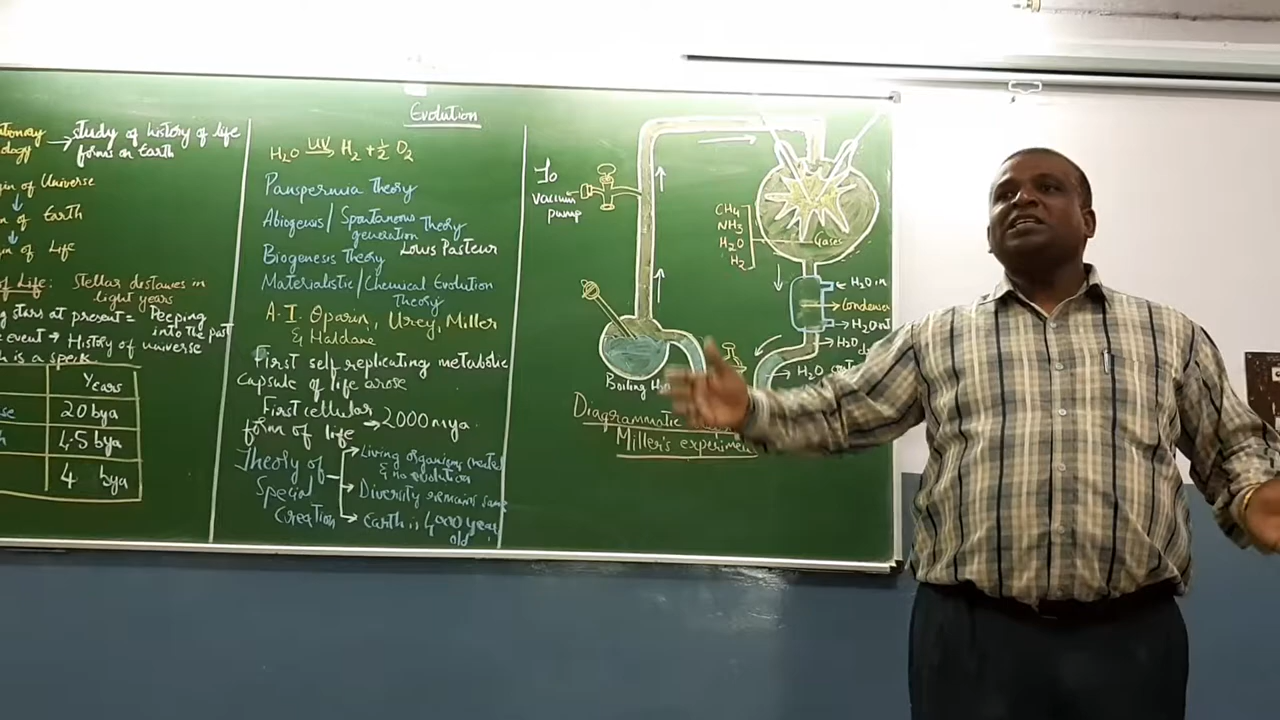 Evolution
study of history of life
forms on Earth
of Universe
of Earth
of Life
of Life: Stellar distances in
light years
stars at present = Peeping
into the past
event → History of universe
is a speck
Years
20 bya
4.5 bya
4 bya
H2O UV→ H2 + ½ O2
Panspermia Theory
Abiogesis / Spontaneous Theory
generation
Biogenesis Theory Louis Pasteur
Materialistic / Chemical Evolution
Theory
A. I. Oparin, Urey, Miller
& Haldane
First self replicating metabolic
capsule of life arose
First cellular
form of life → 2000 mya.
Theory of
Special
Creation
Living organisms
& no evolution
Diversity remains same
Earth is 4000 years
old
To
vacuum
pump
CH4
NH3
H2O
H2
Gases
H2O in
Condenser
H2O out
H2O
H2O
Boiling
Diagrammatic
Miller's experiment